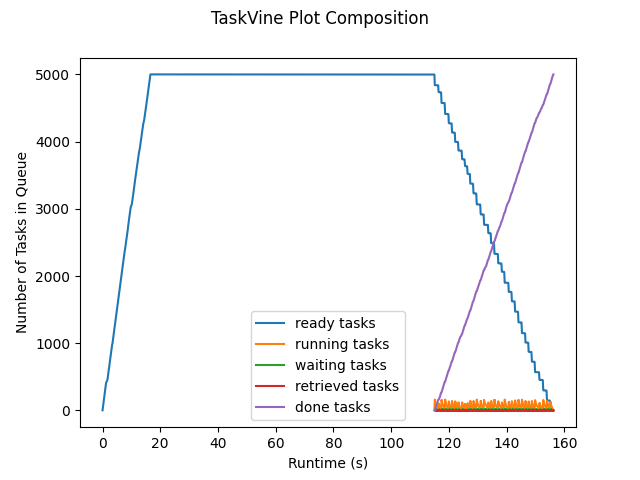 TaskVine Plot Composition
Number of Tasks in Queue
5000
4000
3000
2000
1000
0
ready tasks
running tasks
waiting tasks
retrieved tasks
done tasks
0 20 40 60 80 100 120 140 160
Runtime (s)